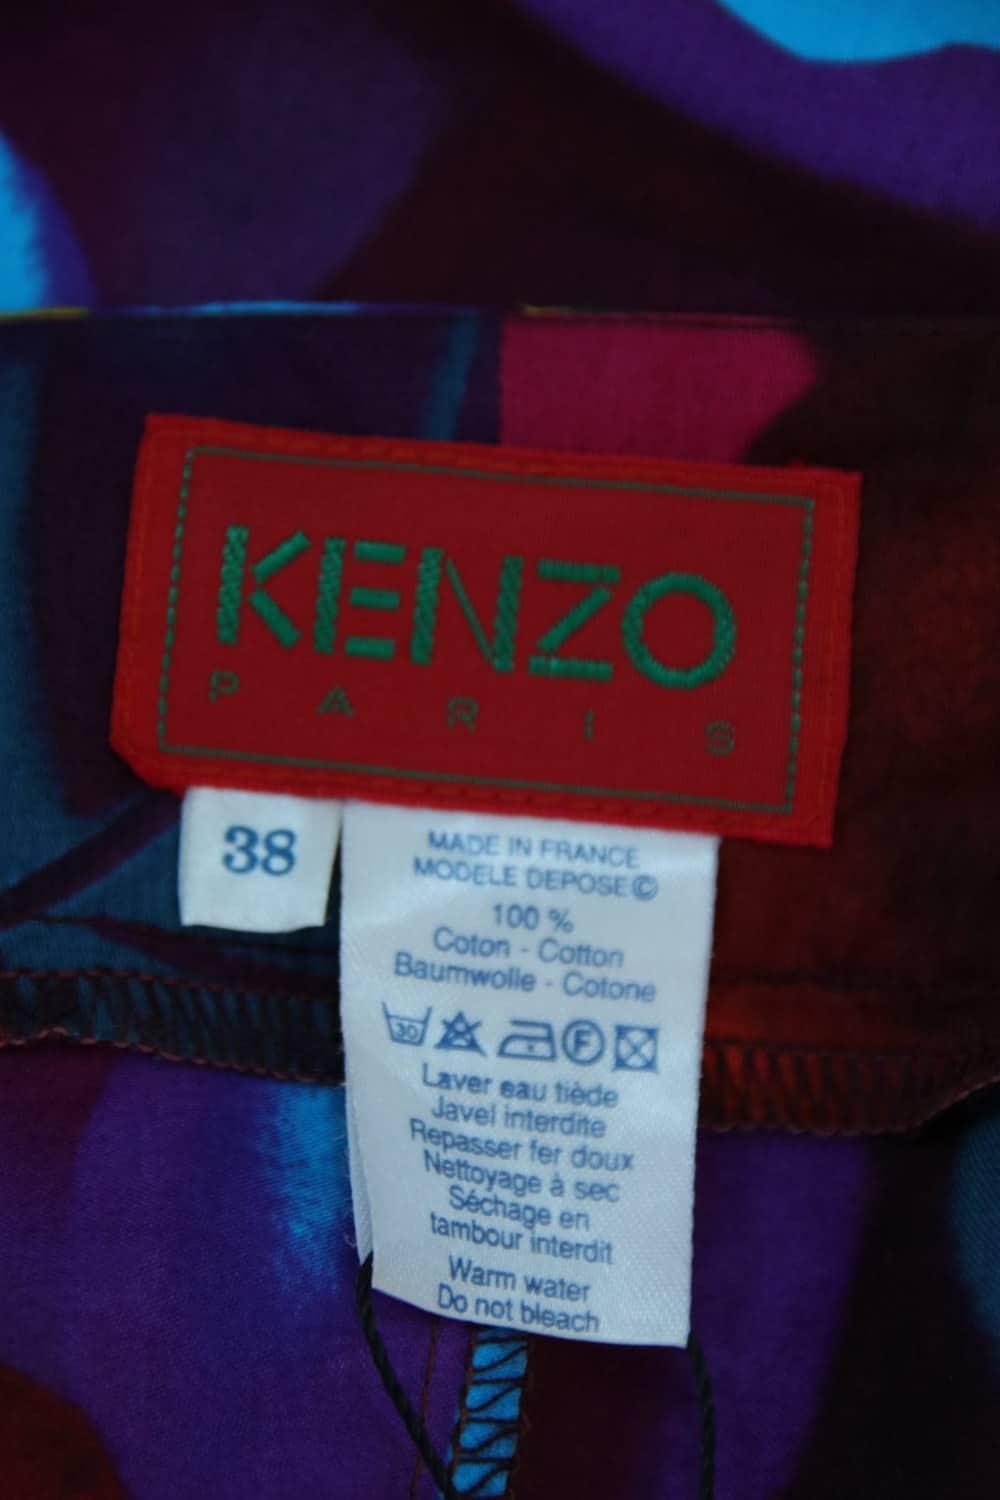 KENZO
PARIS
38
MADE IN FRANCE
MODELE DEPOSE©
100 %
Coton - Cotton
Baumwolle - Cotone
30 F
Laver eau tiède
Javel interdite
Repasser fer doux
Nettoyage à sec
Séchage en
tambour interdit
Warm water
Do not bleach